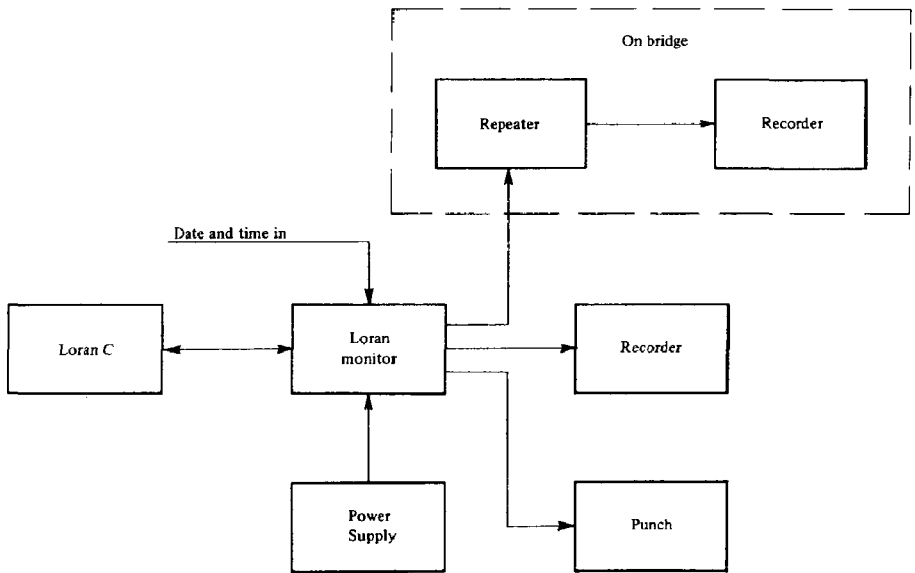 On bridge
Repeater
Recorder
Date and time in
Loran C
Loran
monitor
Recorder
Power
Supply
Punch